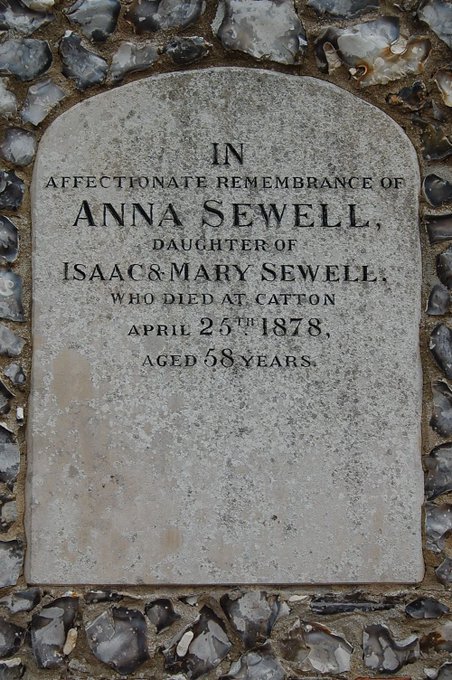 IN
AFFECTIONATE REMEMBRANCE OF
ANNA SEWELL,
DAUGHTER OF
ISAAC & MARY SEWELL,
WHO DIED AT CATTON
APRIL 25TH 1878,
AGED 58 YEARS.